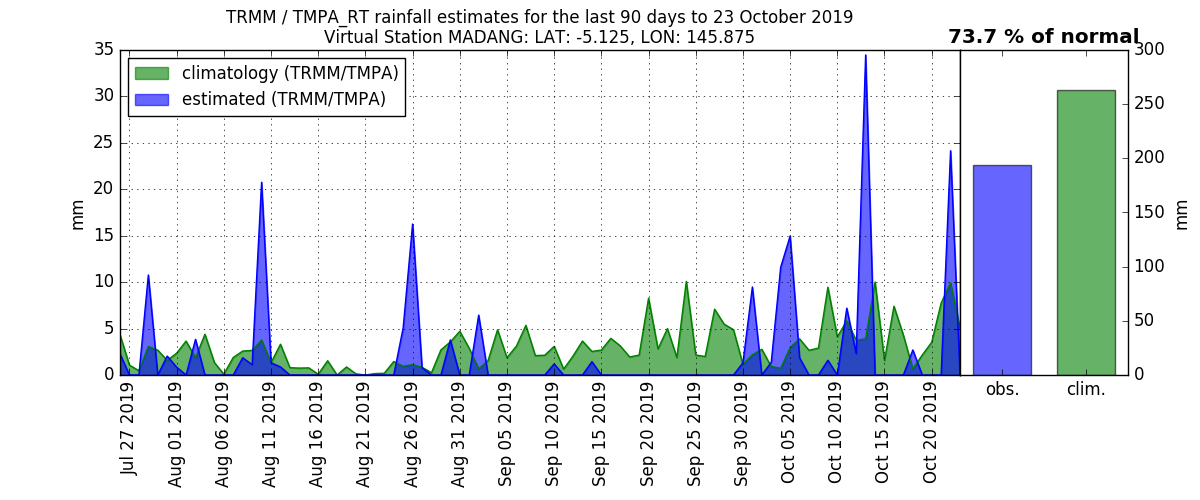 TRMM / TMPA_RT rainfall estimates for the last 90 days to 23 October 2019
Virtual Station MADANG: LAT: -5.125, LON: 145.875
73.7 % of normal
climatology (TRMM/TMPA)
estimated (TRMM/TMPA)
mm
35
30
25
20
15
10
5
0
Jul 27 2019
Aug 01 2019
Aug 06 2019
Aug 11 2019
Aug 16 2019
Aug 21 2019
Aug 26 2019
Aug 31 2019
Sep 05 2019
Sep 10 2019
Sep 15 2019
Sep 20 2019
Sep 25 2019
Sep 30 2019
Oct 05 2019
Oct 10 2019
Oct 15 2019
Oct 20 2019
obs.
clim.
300
250
200
150
100
50
0
mm